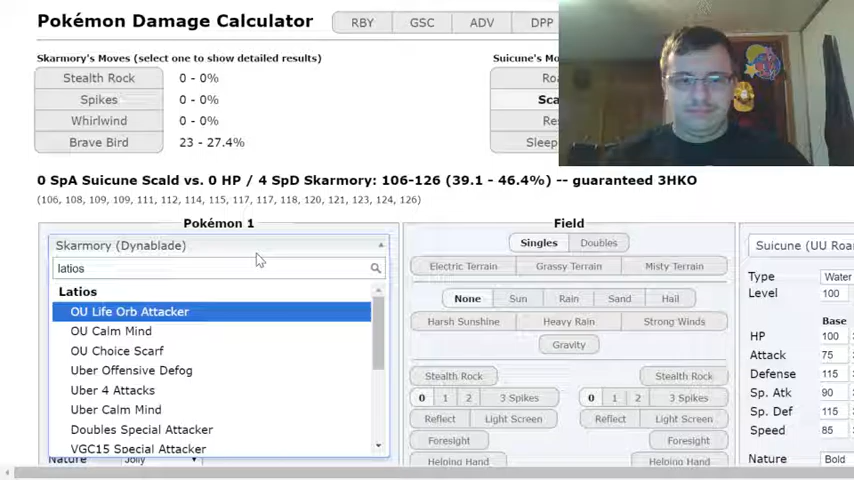 Pokémon Damage Calculator
RBY GSC ADV DPP
Skarmory's Moves (select one to show detailed results)
Stealth Rock 0 - 0%
Spikes 0 - 0%
Whirlwind 0 - 0%
Brave Bird 23 - 27.4%
Suicune's Mo
Roa
Sca
Res
Sleep
0 SpA Suicune Scald vs. 0 HP / 4 SpD Skarmory: 106-126 (39.1 - 46.4%) -- guaranteed 3HKO
(106, 108, 109, 109, 111, 112, 114, 115, 117, 117, 118, 120, 121, 123, 124, 126)
Pokémon 1
Skarmory (Dynablade)
latios
Latios
OU Life Orb Attacker
OU Calm Mind
OU Choice Scarf
Uber Offensive Defog
Uber 4 Attacks
Uber Calm Mind
Doubles Special Attacker
VGC15 Special Attacker
Nature Jolly
Field
Singles Doubles
Electric Terrain Grassy Terrain Misty Terrain
None Sun Rain Sand Hail
Harsh Sunshine Heavy Rain Strong Winds
Gravity
Stealth Rock Stealth Rock
0 1 2 3 Spikes 0 1 2 3 Spikes
Reflect Light Screen Reflect Light Screen
Foresight Foresight
Helping Hand Helping Hand
Suicune (UU Roa
Type Water
Level 100
Base
HP 100
Attack 75
Defense 115
Sp. Atk 90
Sp. Def 115
Speed 85
Nature Bold